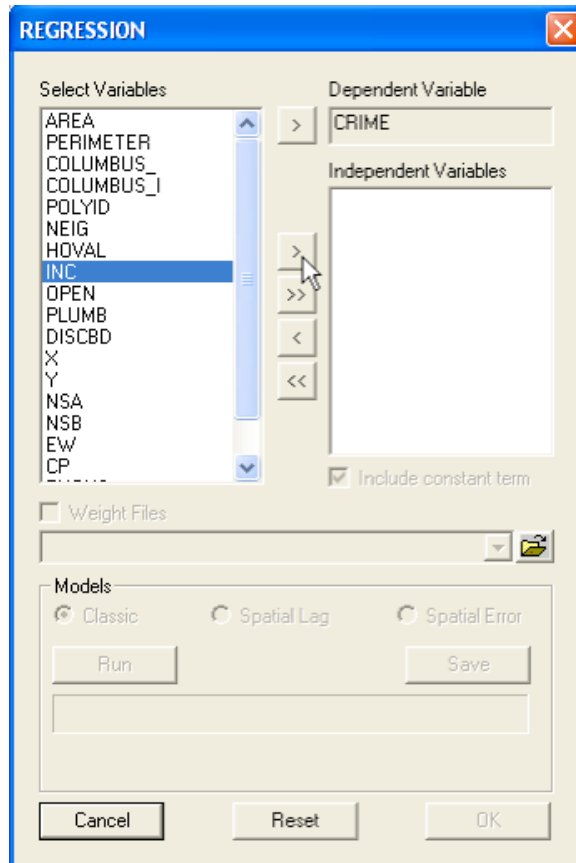 REGRESSION
Select Variables
AREA
PERIMETER
COLUMBUS_
COLUMBUS_I
POLYID
NEIG
HOVAL
INC
OPEN
PLUMB
DISCBD
X
Y
NSA
NSB
EW
CP
>
>
>>
<
<<
Dependent Variable
CRIME
Independent Variables
Include constant term
Weight Files
Models
Classic
Spatial Lag
Spatial Error
Run
Save
Cancel
Reset
OK